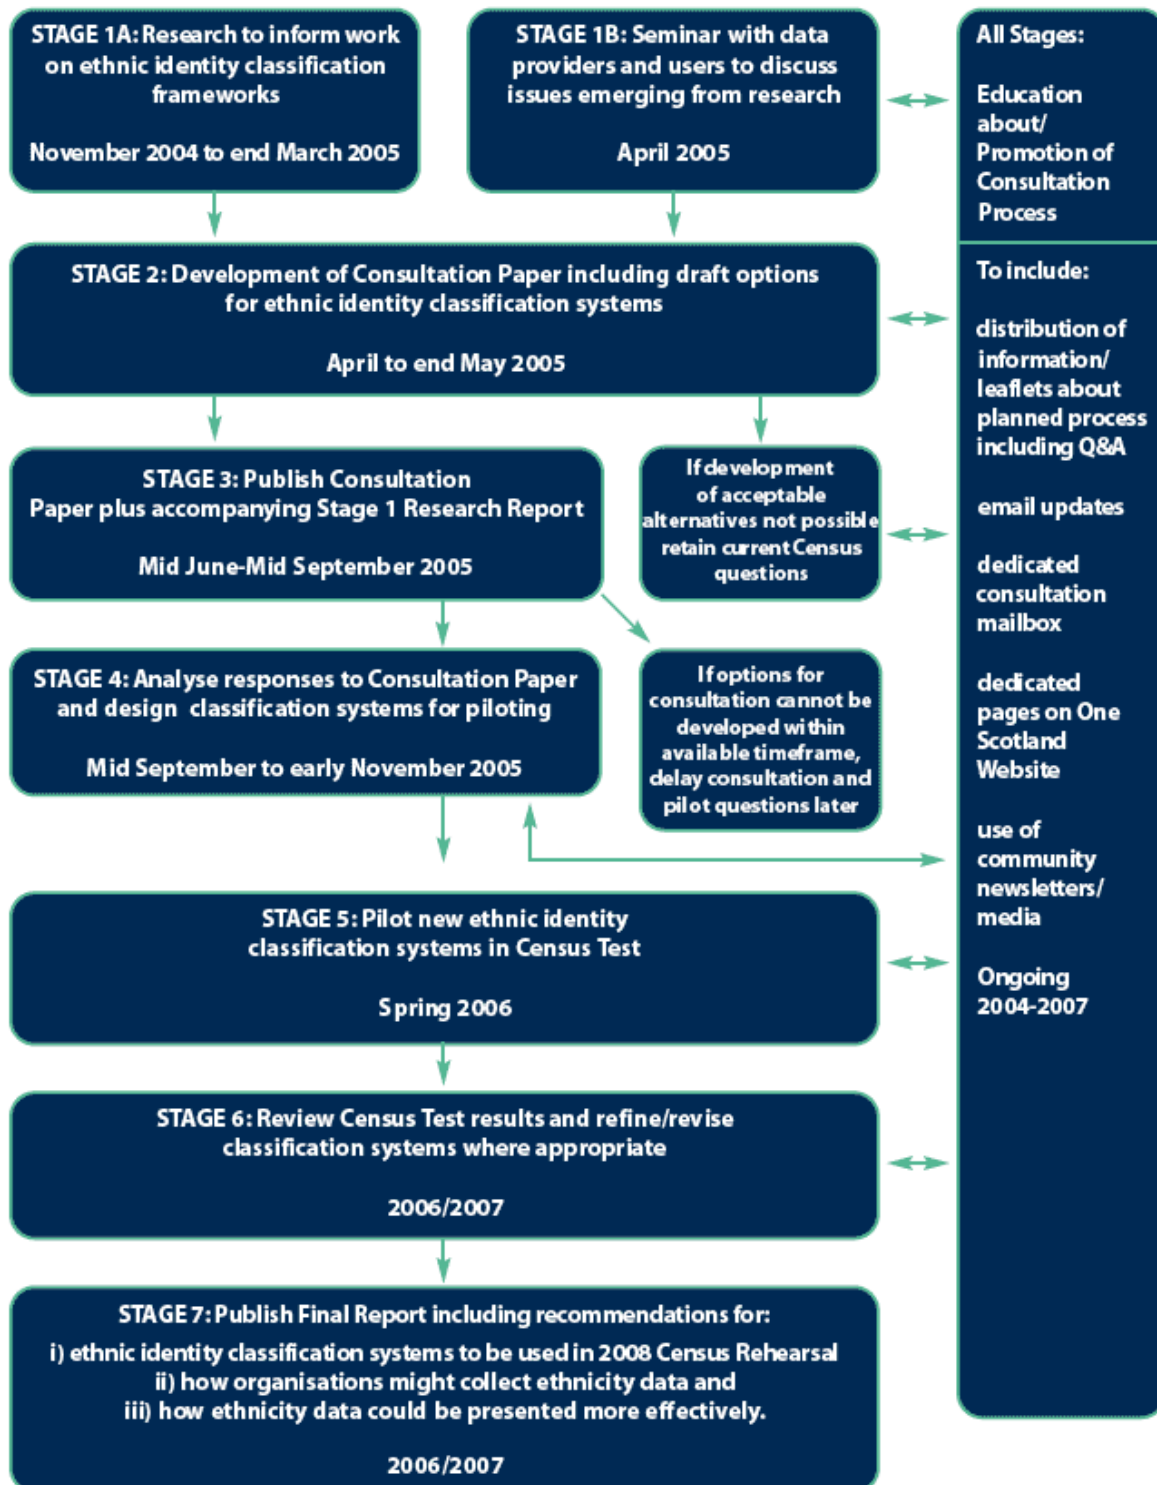 STAGE 1A: Research to inform work
on ethnic identity classification
frameworks
November 2004 to end March 2005
STAGE 1B: Seminar with data
providers and users to discuss
issues emerging from research
April 2005
STAGE 2: Development of Consultation Paper including draft options
for ethnic identity classification systems
April to end May 2005
STAGE 3: Publish Consultation
Paper plus accompanying Stage 1 Research Report
Mid June-Mid September 2005
If development
of acceptable
alternatives not possible
retain current Census
questions
STAGE 4: Analyse responses to Consultation Paper
and design classification systems for piloting
Mid September to early November 2005
If options for
consultation cannot be
developed within
available timeframe,
delay consultation and
pilot questions later
STAGE 5: Pilot new ethnic identity
classification systems in Census Test
Spring 2006
STAGE 6: Review Census Test results and refine/revise
classification systems where appropriate
2006/2007
STAGE 7: Publish Final Report including recommendations for:
i) ethnic identity classification systems to be used in 2008 Census Rehearsal
ii) how organisations might collect ethnicity data and
iii) how ethnicity data could be presented more effectively.
2006/2007
All Stages:
Education
about/
Promotion of
Consultation
Process
To include:
distribution of
information/
leaflets about
planned process
including Q&A
email updates
dedicated
consultation
mailbox
dedicated
pages on One
Scotland
Website
use of
community
newsletters/
media
Ongoing
2004-2007